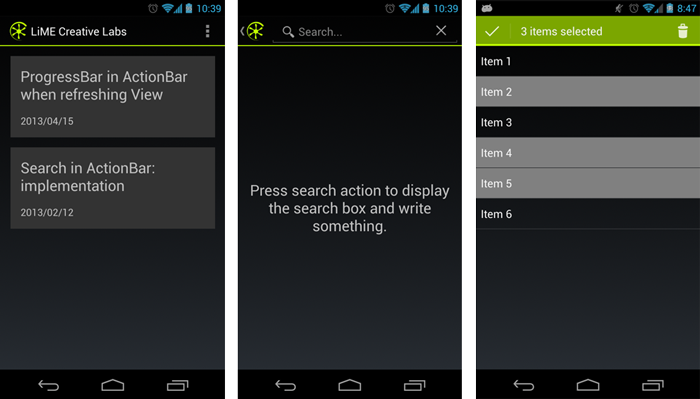 10:39
LiME Creative Labs
ProgressBar in ActionBar
when refreshing View
2013/04/15
Search in ActionBar:
implementation
2013/02/12
10:39
Search...
Press search action to display
the search box and write
something.
8:47
3 items selected
Item 1
Item 2
Item 3
Item 4
Item 5
Item 6